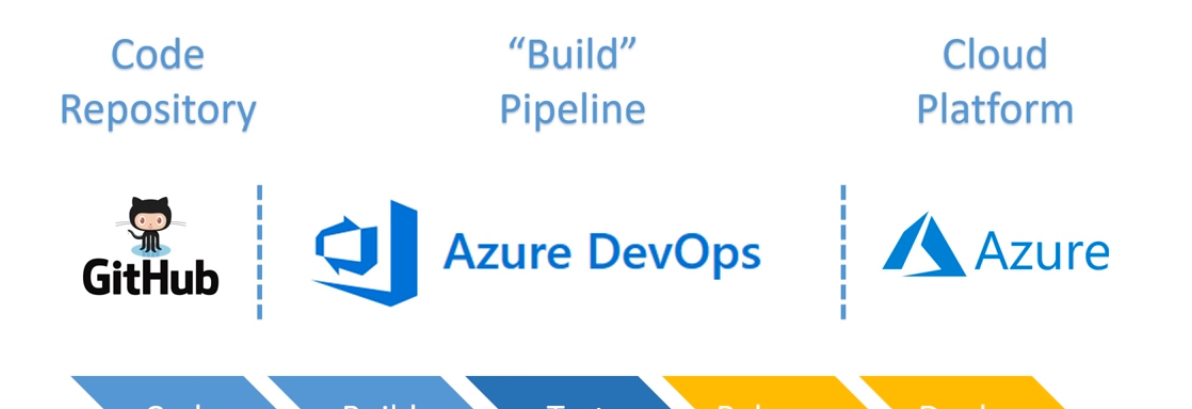 Code
Repository
“Build”
Pipeline
Cloud
Platform
GitHub
Azure DevOps
Azure